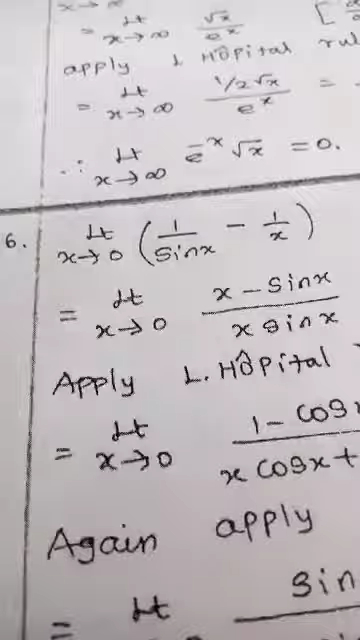 x→∞
= Lt x→∞ √x / e^x [
apply L Hôpital rul
= Lt x→∞ (1/2√x) / e^x =
∴ Lt x→∞ e^-x √x = 0.
6. Lt x→0 (1/sinx - 1/x)
= Lt x→0 (x - sinx) / (x sinx)
Apply L. Hôpital
= Lt x→0 (1 - cosx) / (x cosx +
Again apply
= Lt sin